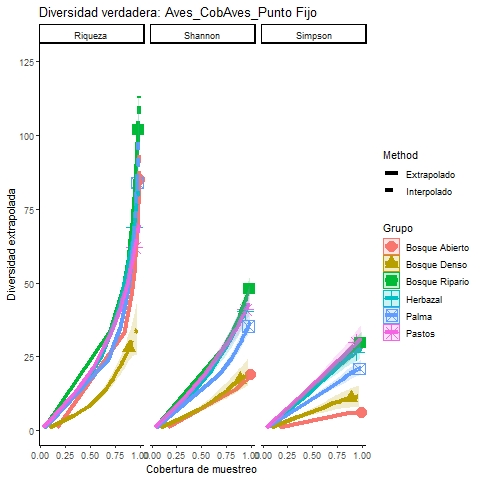 Diversidad verdadera: Aves_CobAves_Punto Fijo
Riqueza Shannon Simpson
125
100
75
50
25
0
Diversidad extrapolada
0.00 0.25 0.50 0.75 1.00 0.00 0.25 0.50 0.75 1.00 0.00 0.25 0.50 0.75 1.00
Cobertura de muestreo
Method
Extrapolado
Interpolado
Grupo
Bosque Abierto
Bosque Denso
Bosque Ripario
Herbazal
Palma
Pastos